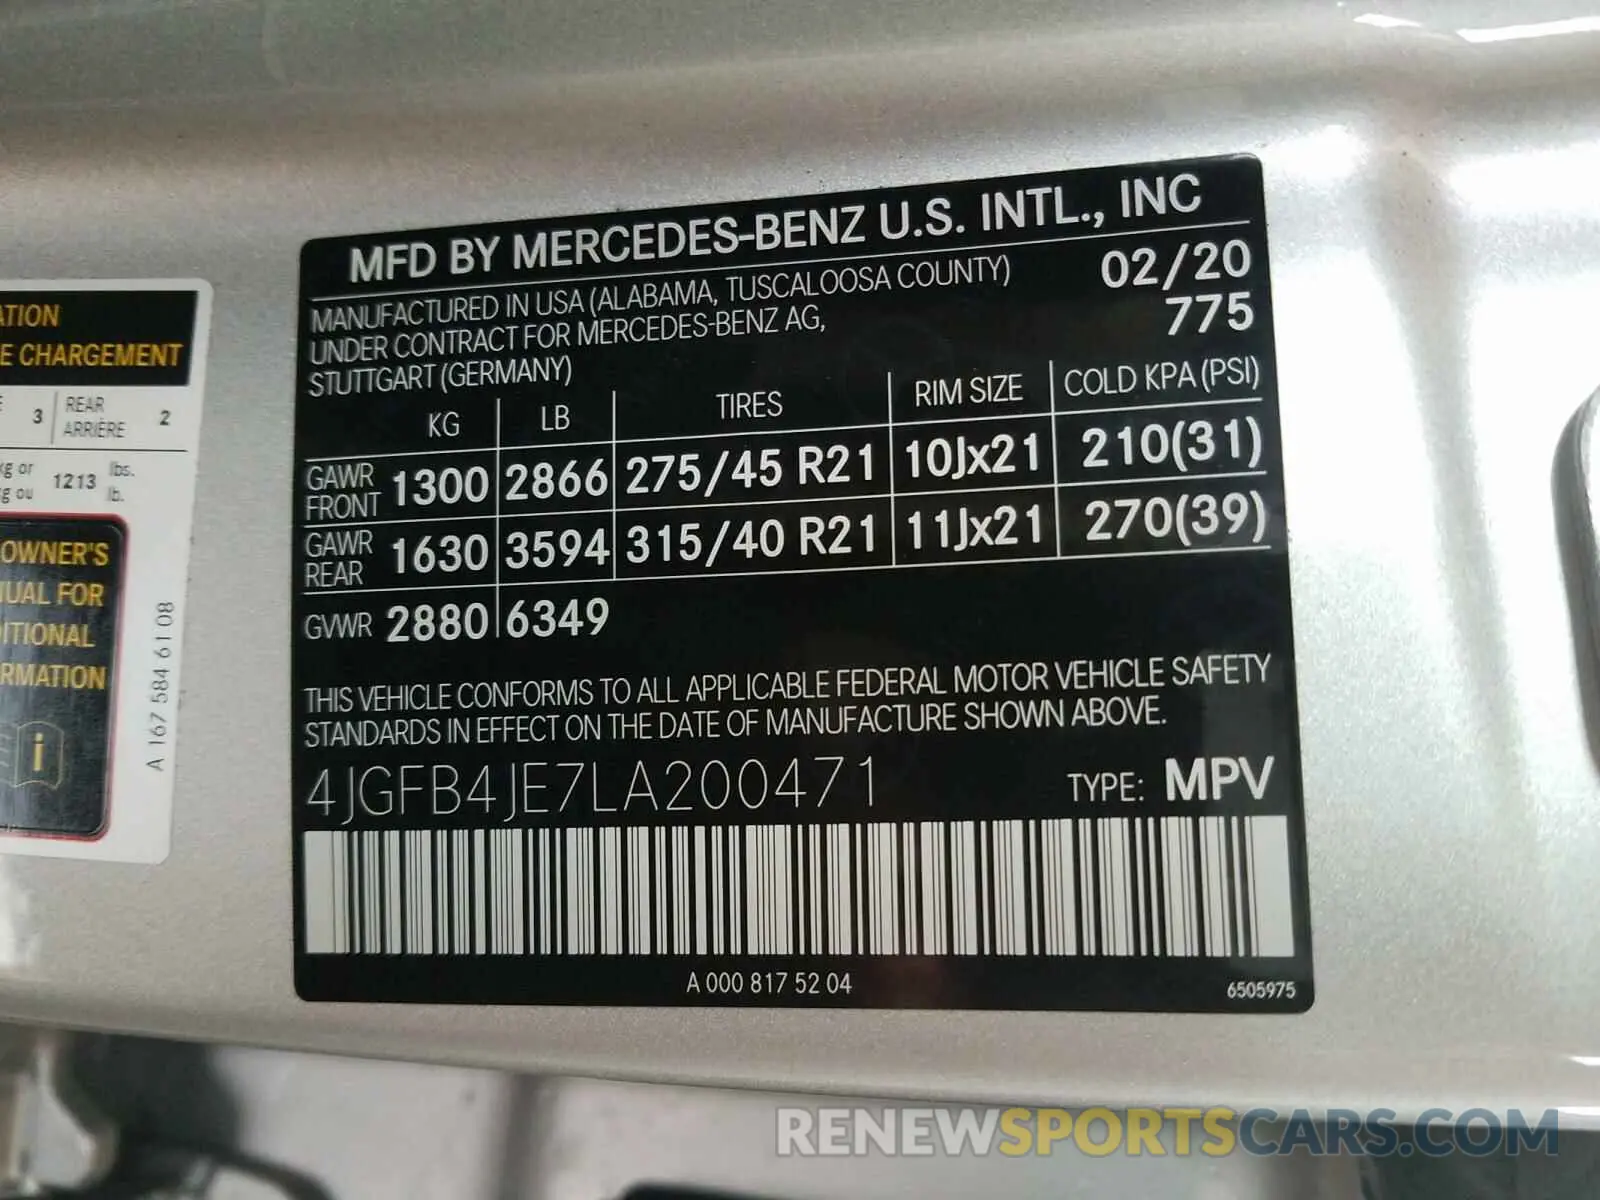 MFD BY MERCEDES-BENZ U.S. INTL., INC
MANUFACTURED IN USA (ALABAMA, TUSCALOOSA COUNTY) 02/20
UNDER CONTRACT FOR MERCEDES-BENZ AG, 775
STUTTGART (GERMANY)
KG LB TIRES RIM SIZE COLD KPA (PSI)
GAWR FRONT 1300 2866 275/45 R21 10Jx21 210(31)
GAWR REAR 1630 3594 315/40 R21 11Jx21 270(39)
GVWR 2880 6349
THIS VEHICLE CONFORMS TO ALL APPLICABLE FEDERAL MOTOR VEHICLE SAFETY
STANDARDS IN EFFECT ON THE DATE OF MANUFACTURE SHOWN ABOVE.
4JGFB4JE7LA200471 TYPE: MPV
A 000 817 52 04
6505975
CHARGEMENT
3 REAR 2
ARRIÈRE
kg or 1213 lbs.
ou lb.
OWNER'S
FOR
A 167 584 61 08
i
RENEWSPORTSCARS.COM